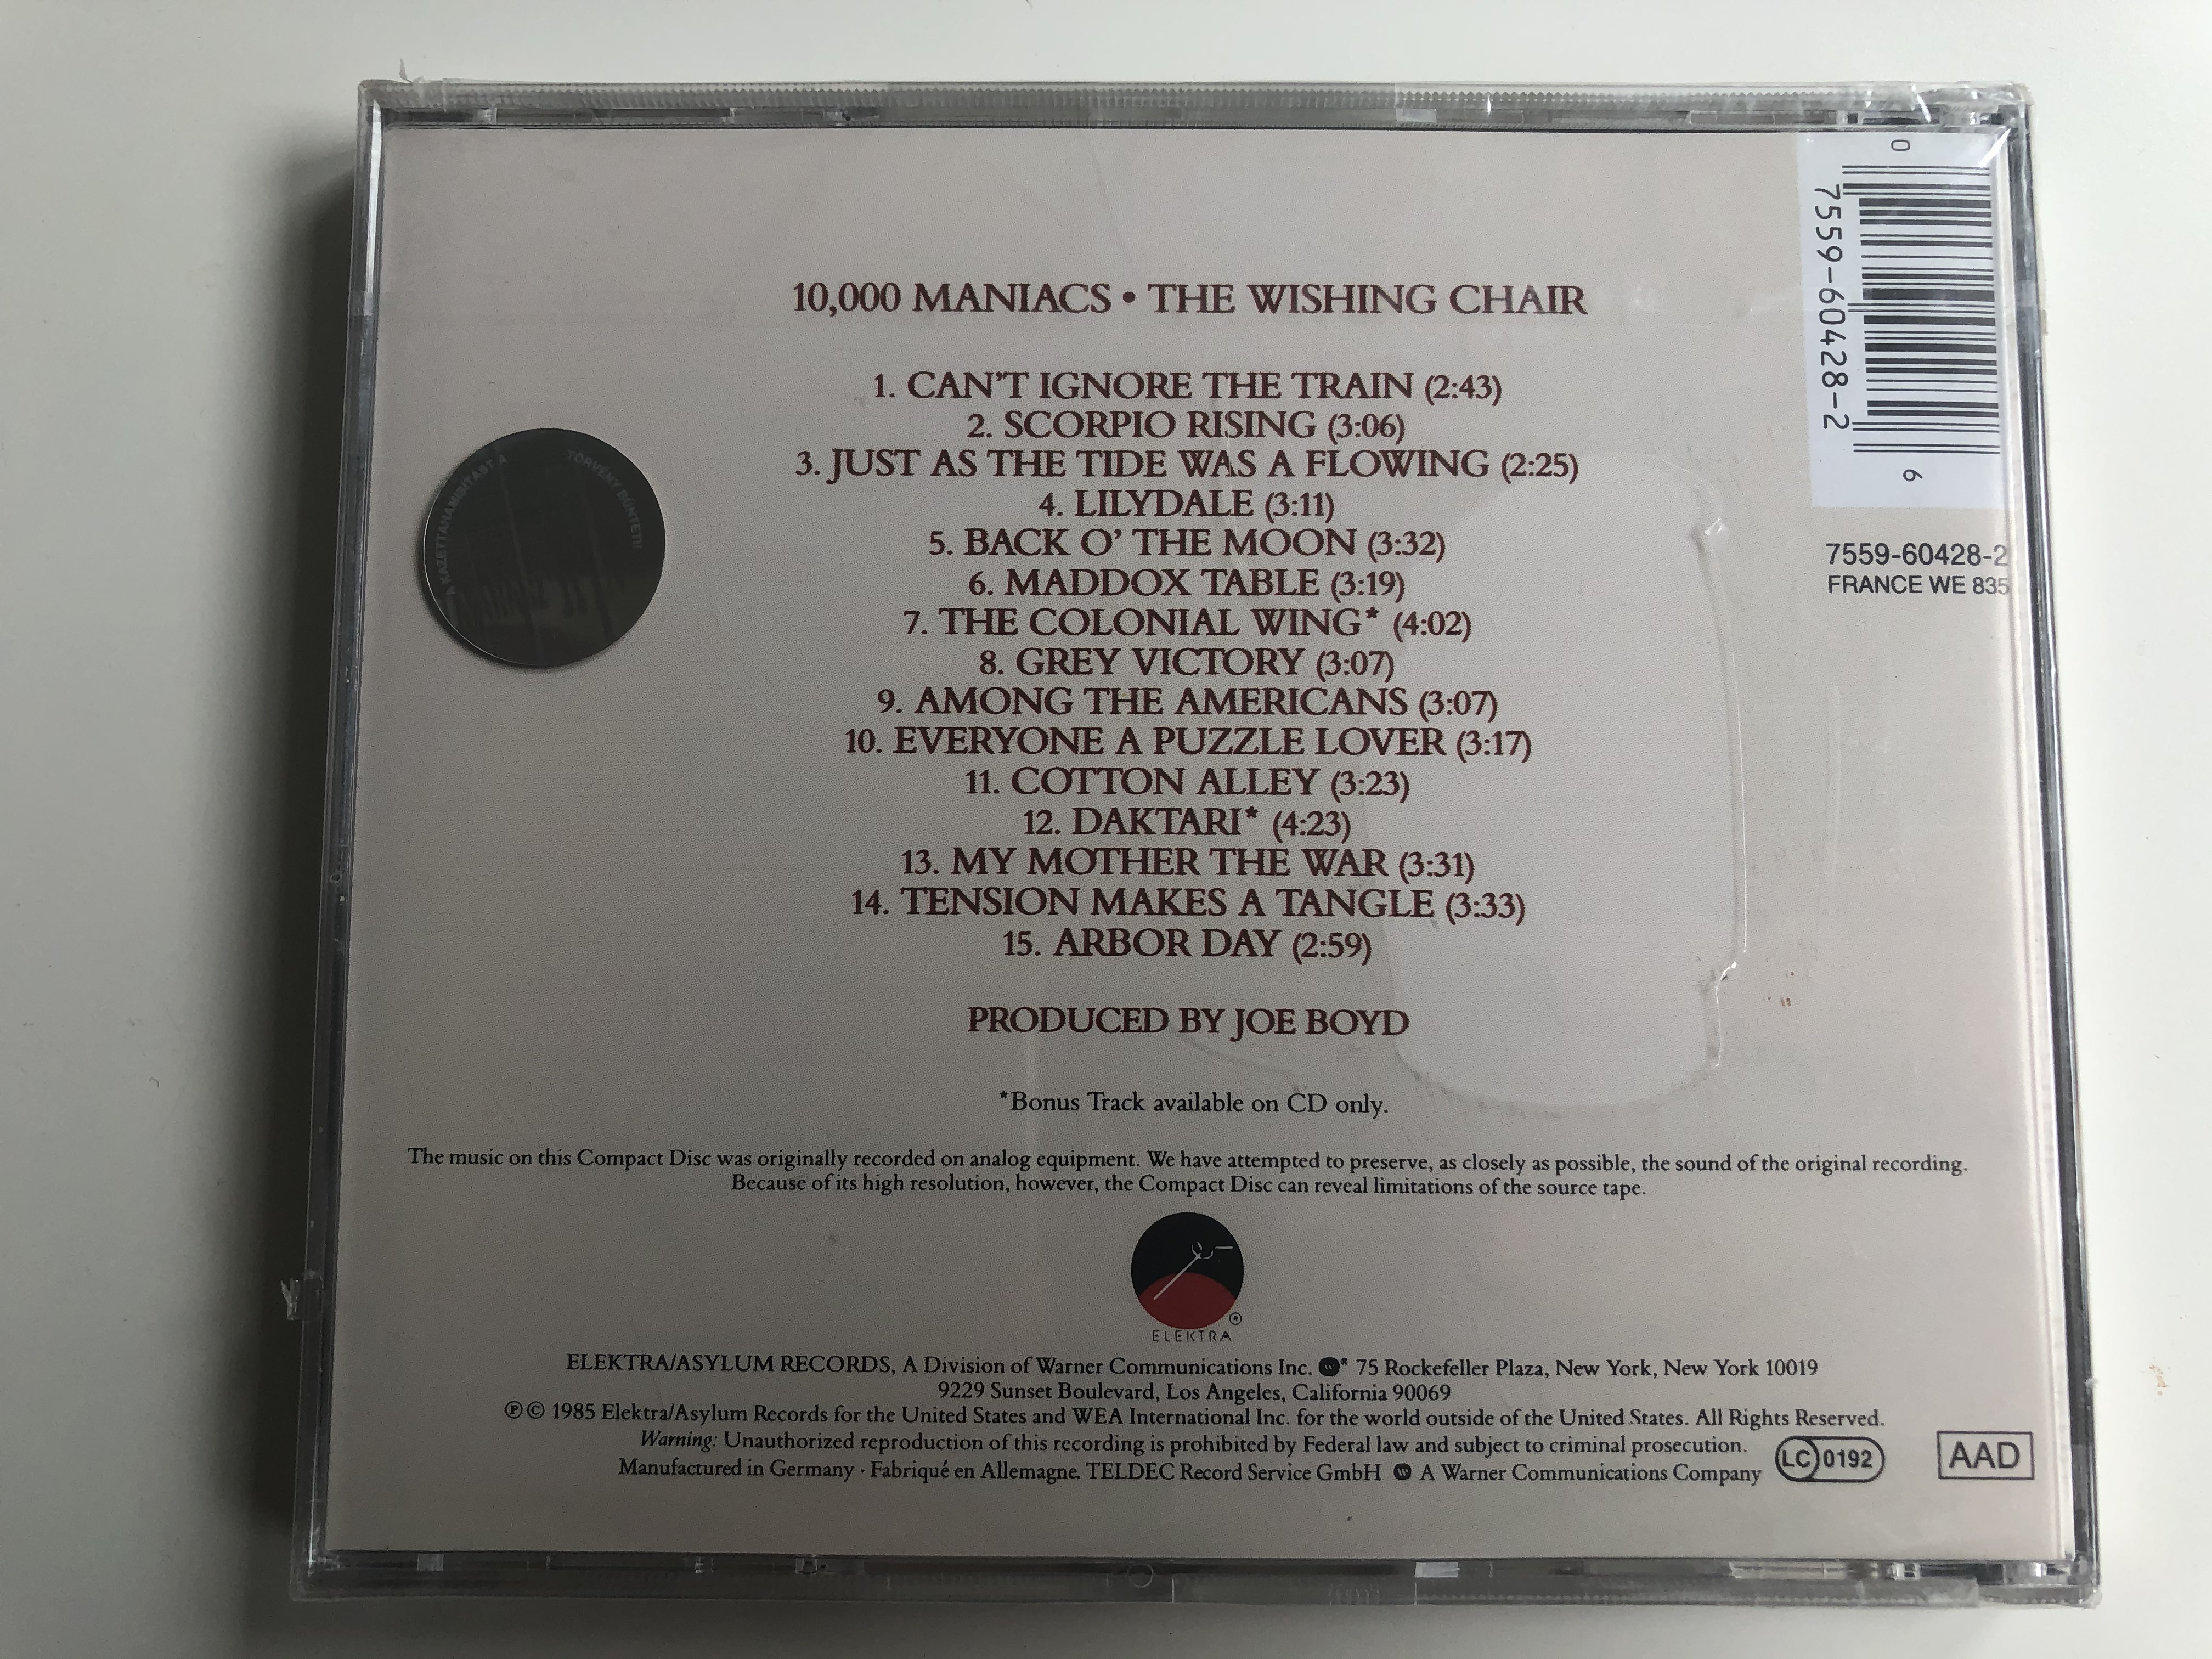 10,000 MANIACS • THE WISHING CHAIR
1. CAN'T IGNORE THE TRAIN (2:43)
2. SCORPIO RISING (3:06)
3. JUST AS THE TIDE WAS A FLOWING (2:25)
4. LILYDALE (3:11)
5. BACK O' THE MOON (3:32)
6. MADDOX TABLE (3:19)
7. THE COLONIAL WING* (4:02)
8. GREY VICTORY (3:07)
9. AMONG THE AMERICANS (3:07)
10. EVERYONE A PUZZLE LOVER (3:17)
11. COTTON ALLEY (3:23)
12. DAKTARI* (4:23)
13. MY MOTHER THE WAR (3:31)
14. TENSION MAKES A TANGLE (3:33)
15. ARBOR DAY (2:59)
PRODUCED BY JOE BOYD
*Bonus Track available on CD only.
The music on this Compact Disc was originally recorded on analog equipment. We have attempted to preserve, as closely as possible, the sound of the original recording.
Because of its high resolution, however, the Compact Disc can reveal limitations of the source tape.
ELEKTRA ®
ELEKTRA/ASYLUM RECORDS, A Division of Warner Communications Inc. 75 Rockefeller Plaza, New York, New York 10019
9229 Sunset Boulevard, Los Angeles, California 90069
℗ © 1985 Elektra/Asylum Records for the United States and WEA International Inc. for the world outside of the United States. All Rights Reserved.
Warning: Unauthorized reproduction of this recording is prohibited by Federal law and subject to criminal prosecution.
Manufactured in Germany · Fabriqué en Allemagne. TELDEC Record Service GmbH A Warner Communications Company
LC 0192
AAD
0 7559-60428-2 6
7559-60428-2
FRANCE WE 835
A KAZETTAHAMISÍTÁST A TÖRVÉNY BÜNTETI!